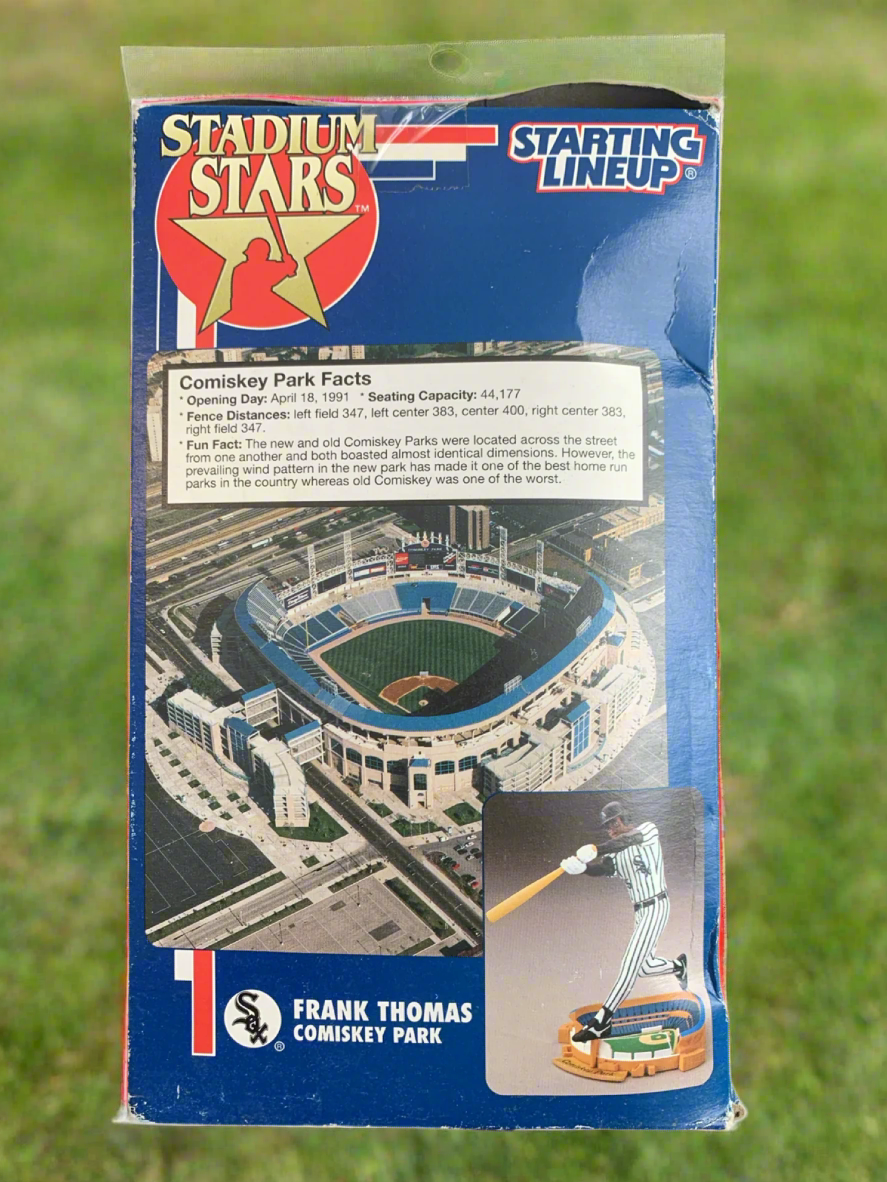 STADIUM
STARS™
STARTING
LINEUP®
Comiskey Park Facts
* Opening Day: April 18, 1991 * Seating Capacity: 44,177
* Fence Distances: left field 347, left center 383, center 400, right center 383,
right field 347.
* Fun Fact: The new and old Comiskey Parks were located across the street
from one another and both boasted almost identical dimensions. However, the
prevailing wind pattern in the new park has made it one of the best home run
parks in the country whereas old Comiskey was one of the worst.
COMISKEY PARK
Sox
®
FRANK THOMAS
COMISKEY PARK